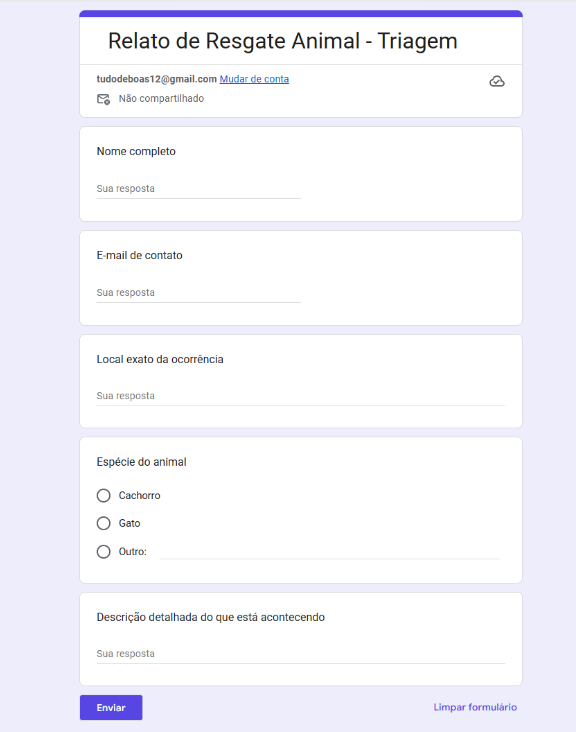 Relato de Resgate Animal - Triagem
tudodeboas12@gmail.com Mudar de conta
Não compartilhado
Nome completo
Sua resposta
E-mail de contato
Sua resposta
Local exato da ocorrência
Sua resposta
Espécie do animal
Cachorro
Gato
Outro:
Descrição detalhada do que está acontecendo
Sua resposta
Enviar Limpar formulário